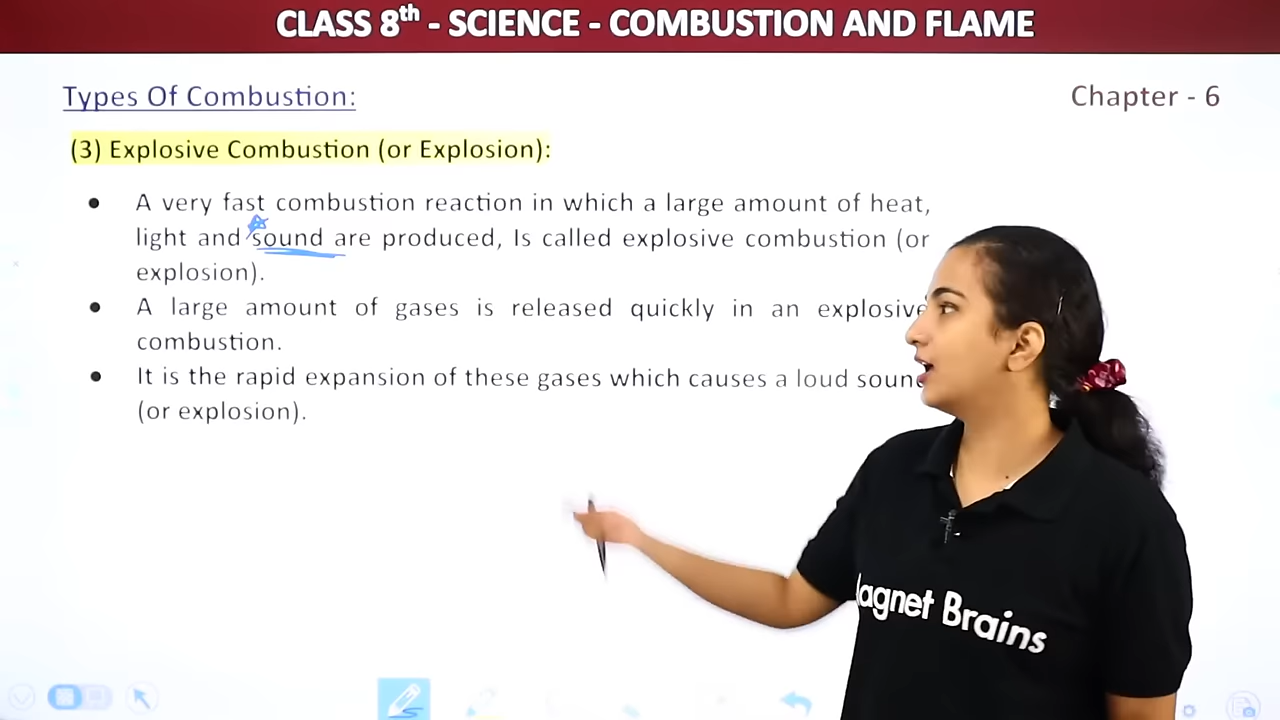 CLASS 8th - SCIENCE - COMBUSTION AND FLAME
Types Of Combustion:
Chapter - 6
(3) Explosive Combustion (or Explosion):
● A very fast combustion reaction in which a large amount of heat,
light and sound are produced, Is called explosive combustion (or
explosion).
● A large amount of gases is released quickly in an explosive
combustion.
● It is the rapid expansion of these gases which causes a loud sound
(or explosion).
agnet Brains